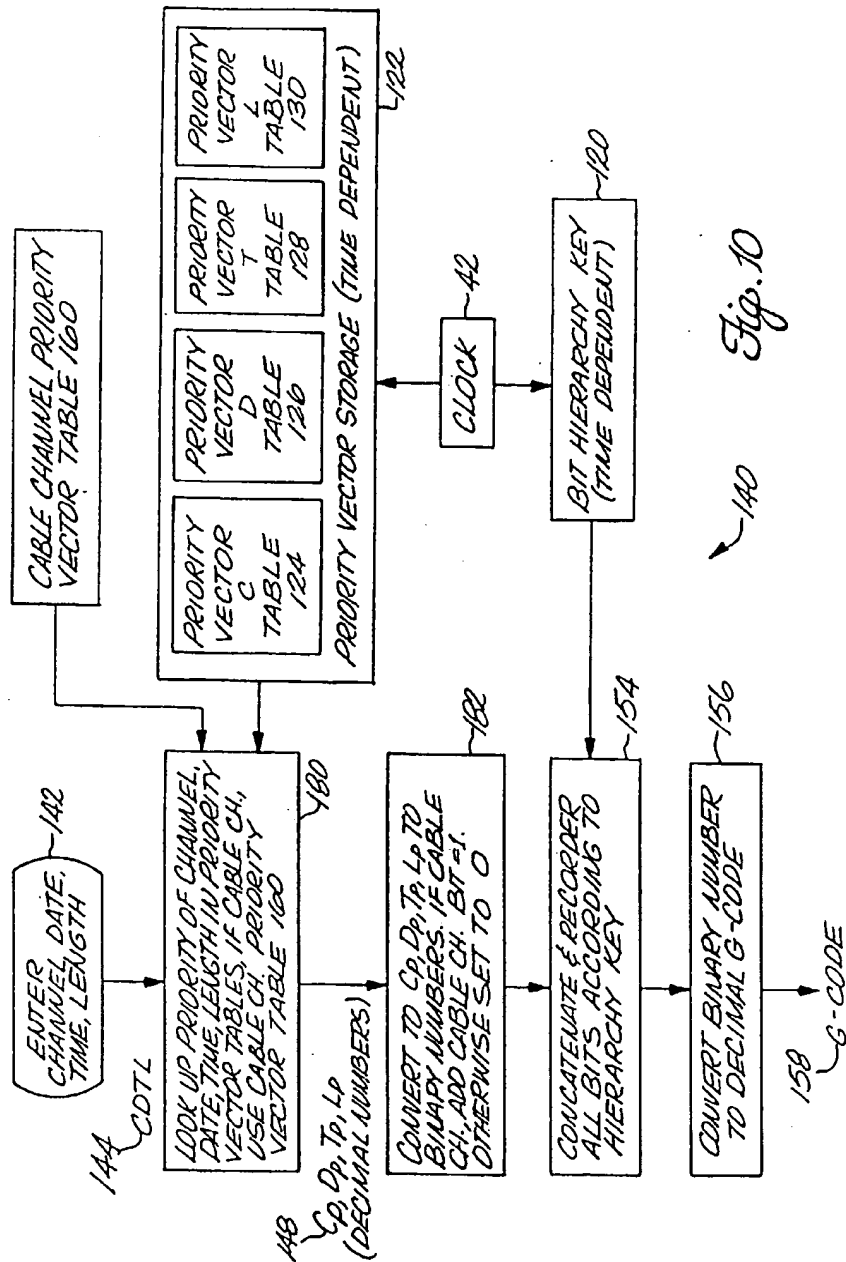 ENTER
CHANNEL, DATE,
TIME, LENGTH
142
144 CDTL
LOOK UP PRIORITY OF CHANNEL,
DATE, TIME, LENGTH IN PRIORITY
VECTOR TABLES, IF CABLE CH.,
USE CABLE CH. PRIORITY
VECTOR TABLE 160
180
CABLE CHANNEL PRIORITY
VECTOR TABLE 160
PRIORITY
VECTOR
C
TABLE
124
PRIORITY
VECTOR
D
TABLE
126
PRIORITY
VECTOR
T
TABLE
128
PRIORITY
VECTOR
L
TABLE
130
PRIORITY VECTOR STORAGE (TIME DEPENDENT)
122
148 Cp, Dp, Tp, Lp
(DECIMAL NUMBERS)
CONVERT TO Cp, Dp, Tp, Lp TO
BINARY NUMBERS. IF CABLE
CH., ADD CABLE CH. BIT = 1.
OTHERWISE SET TO 0
182
CLOCK
42
CONCATENATE & REORDER
ALL BITS ACCORDING TO
HIERARCHY KEY
154
BIT HIERARCHY KEY
(TIME DEPENDENT)
120
CONVERT BINARY NUMBER
TO DECIMAL G-CODE
156
158 G-CODE
140
Fig. 10